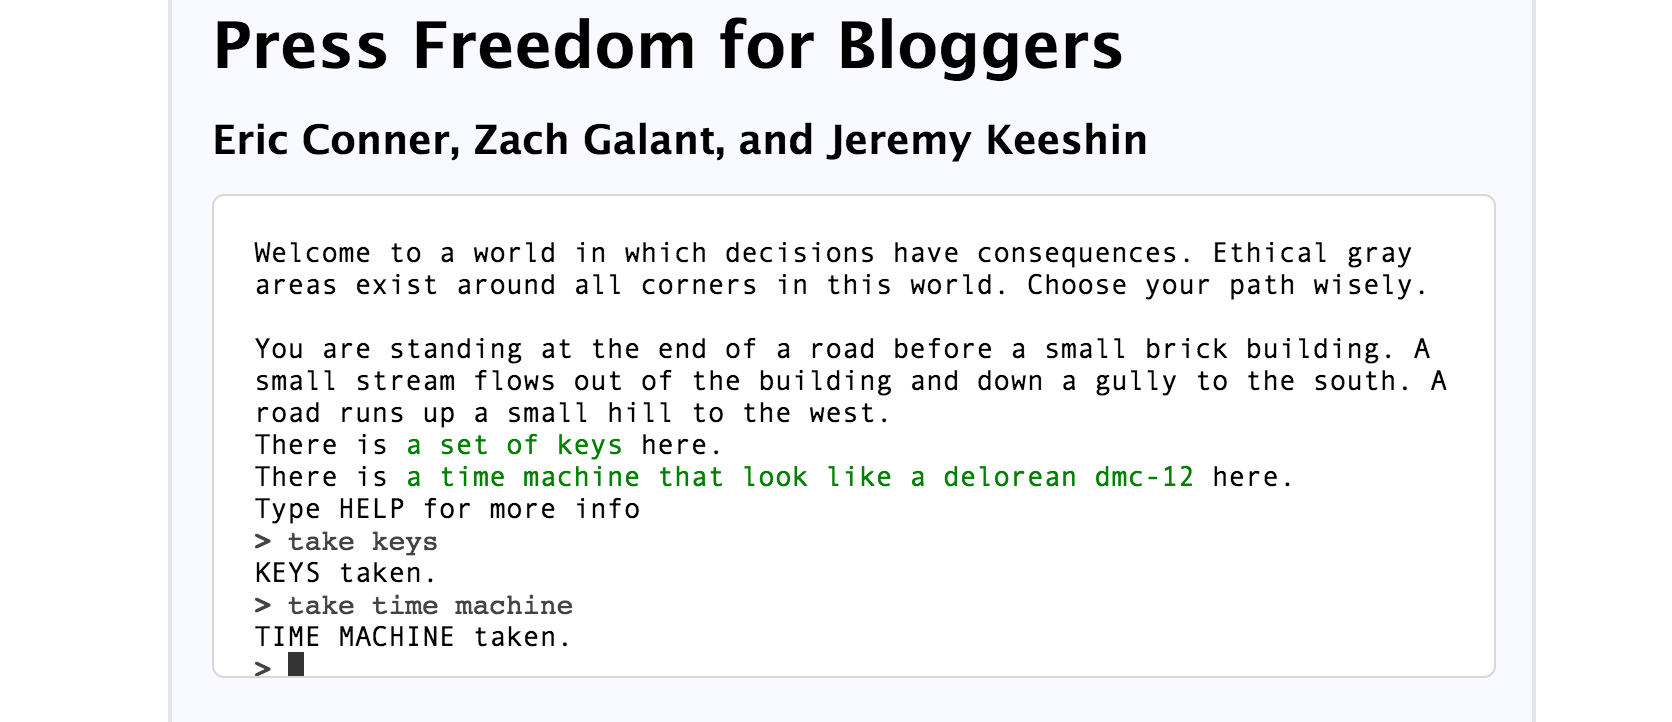 Press Freedom for Bloggers
Eric Conner, Zach Galant, and Jeremy Keeshin
Welcome to a world in which decisions have consequences. Ethical gray
areas exist around all corners in this world. Choose your path wisely.
You are standing at the end of a road before a small brick building. A
small stream flows out of the building and down a gully to the south. A
road runs up a small hill to the west.
There is a set of keys here.
There is a time machine that look like a delorean dmc-12 here.
Type HELP for more info
> take keys
KEYS taken.
> take time machine
TIME MACHINE taken.
>